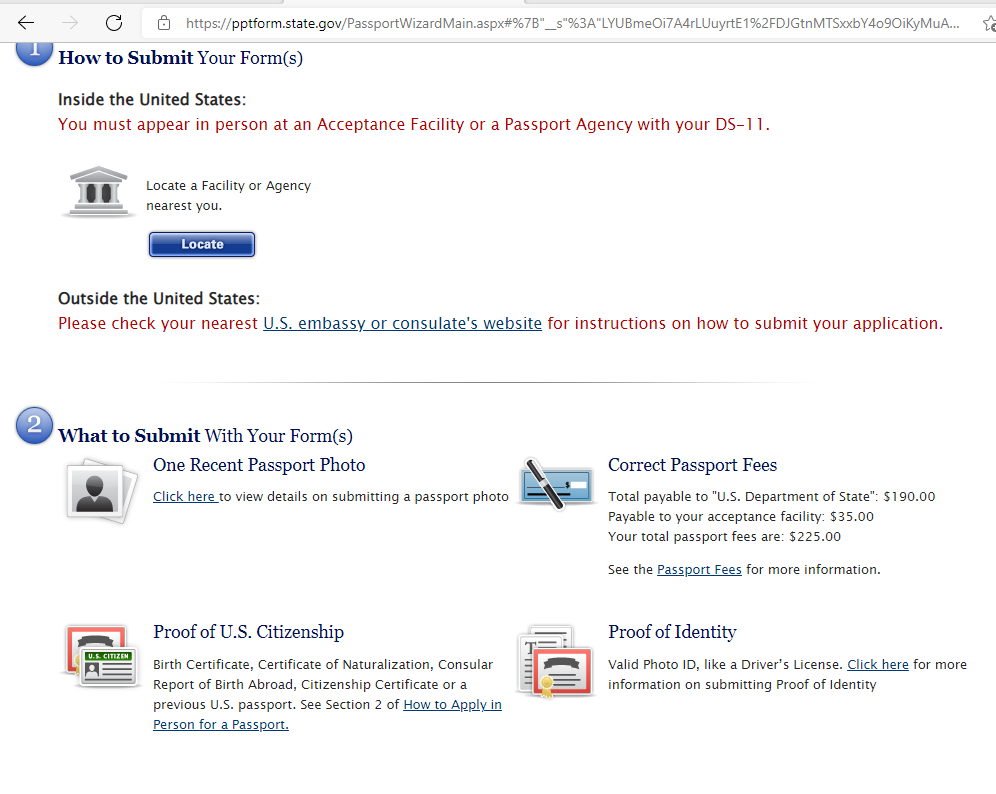 https://pptform.state.gov/PassportWizardMain.aspx#%7B"__s"%3A"LYUBmeOi7A4rLUuyrtE1%2FDJGtnMTSxxbY4o9OiKyMuA...
1
How to Submit Your Form(s)
Inside the United States:
You must appear in person at an Acceptance Facility or a Passport Agency with your DS-11.
Locate a Facility or Agency
nearest you.
Locate
Outside the United States:
Please check your nearest U.S. embassy or consulate's website for instructions on how to submit your application.
2
What to Submit With Your Form(s)
One Recent Passport Photo
Click here to view details on submitting a passport photo
Correct Passport Fees
Total payable to "U.S. Department of State": $190.00
Payable to your acceptance facility: $35.00
Your total passport fees are: $225.00
See the Passport Fees for more information.
Proof of U.S. Citizenship
U.S. CITIZEN
Birth Certificate, Certificate of Naturalization, Consular
Report of Birth Abroad, Citizenship Certificate or a
previous U.S. passport. See Section 2 of How to Apply in
Person for a Passport.
Proof of Identity
Valid Photo ID, like a Driver's License. Click here for more
information on submitting Proof of Identity